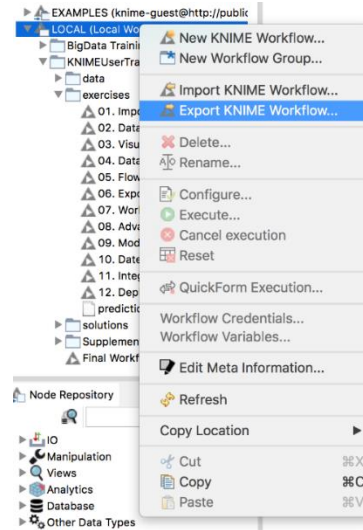 EXAMPLES (knime-guest@http://public
LOCAL (Local Wo
BigData Trainin
KNIMEUserTra
data
exercises
01. Impo
02. Data
03. Visu
04. Data
05. Flow
06. Expo
07. Wor
08. Adva
09. Mod
10. Date
11. Integ
12. Dep
predictio
solutions
Supplemen
Final Workf
Node Repository
IO
Manipulation
Views
Analytics
Database
Other Data Types
New KNIME Workflow...
New Workflow Group...
Import KNIME Workflow...
Export KNIME Workflow...
Delete...
Rename...
Configure...
Execute...
Cancel execution
Reset
QuickForm Execution...
Workflow Credentials...
Workflow Variables...
Edit Meta Information...
Refresh
Copy Location
Cut ⌘X
Copy ⌘C
Paste ⌘V